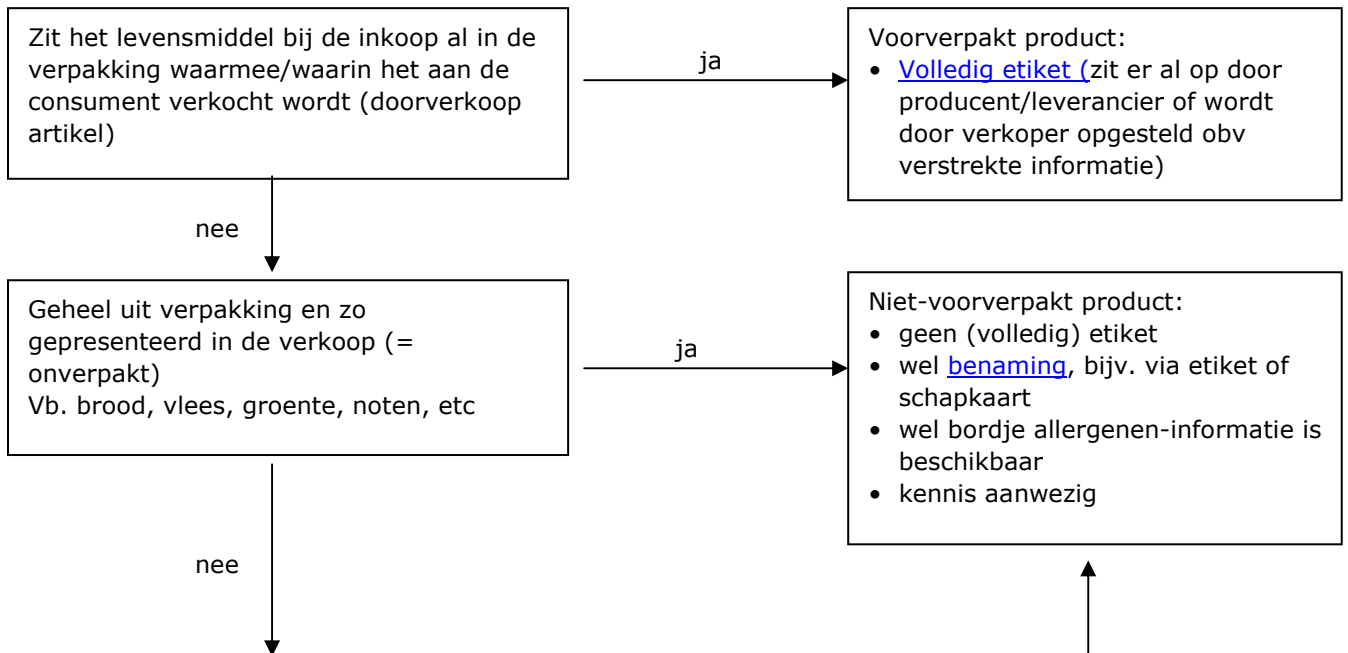 Zit het levensmiddel bij de inkoop al in de
verpakking waarmee/waarin het aan de
consument verkocht wordt (doorverkoop
artikel)
ja
Voorverpakt product:
• Volledig etiket (zit er al op door
producent/leverancier of wordt
door verkoper opgesteld obv
verstrekte informatie)
nee
Geheel uit verpakking en zo
gepresenteerd in de verkoop (=
onverpakt)
Vb. brood, vlees, groente, noten, etc
ja
Niet-voorverpakt product:
• geen (volledig) etiket
• wel benaming, bijv. via etiket of
schapkaart
• wel bordje allergenen-informatie is
beschikbaar
• kennis aanwezig
nee